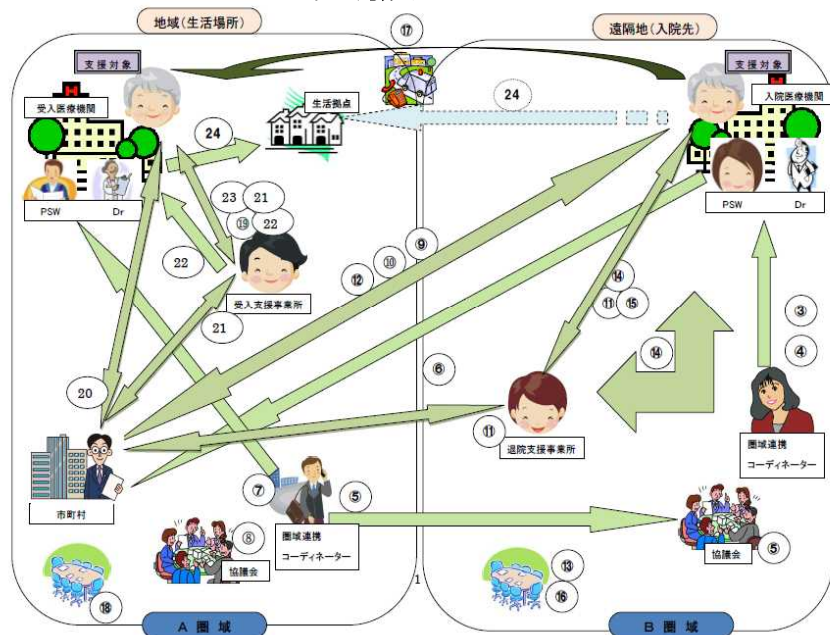 地域(生活場所)
遠隔地(入院先)
⑰
支援対象
支援対象
受入医療機関
入院医療機関
H
H
生活拠点
24
24
PSW Dr
PSW Dr
23 21
⑲ 22
22
⑨
⑩
⑫
受入支援事業所
21
⑭
⑪ ⑮
③
④
⑭
⑥
20
⑪
退院支援事業所
圏域連携
コーディネーター
市町村
⑦
⑤
⑧
圏域連携
コーディネーター
協議会
協議会
⑤
1
⑬
⑯
⑱
A 圏 域
B 圏 域